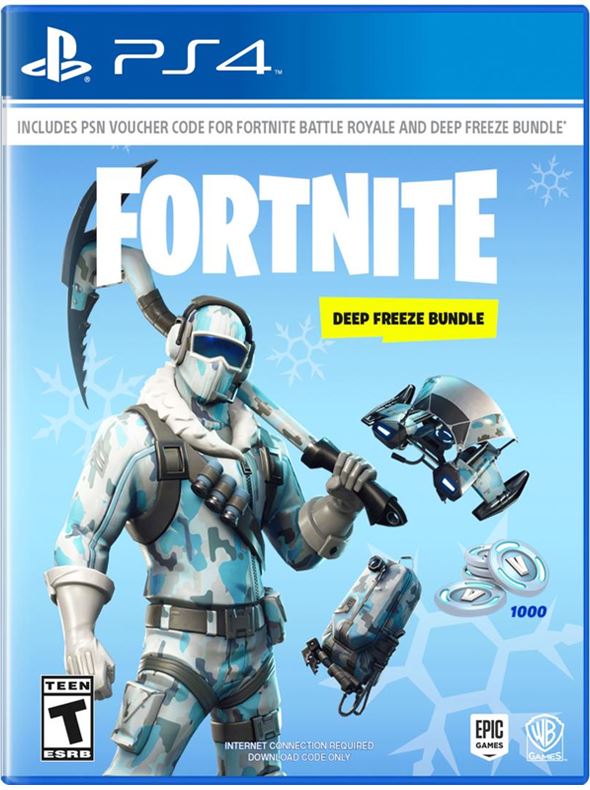 PS4™
INCLUDES PSN VOUCHER CODE FOR FORTNITE BATTLE ROYALE AND DEEP FREEZE BUNDLE*
FORTNITE
DEEP FREEZE BUNDLE
1000
TEEN
T
ESRB
INTERNET CONNECTION REQUIRED
DOWNLOAD CODE ONLY
EPIC
GAMES
WB
GAMES